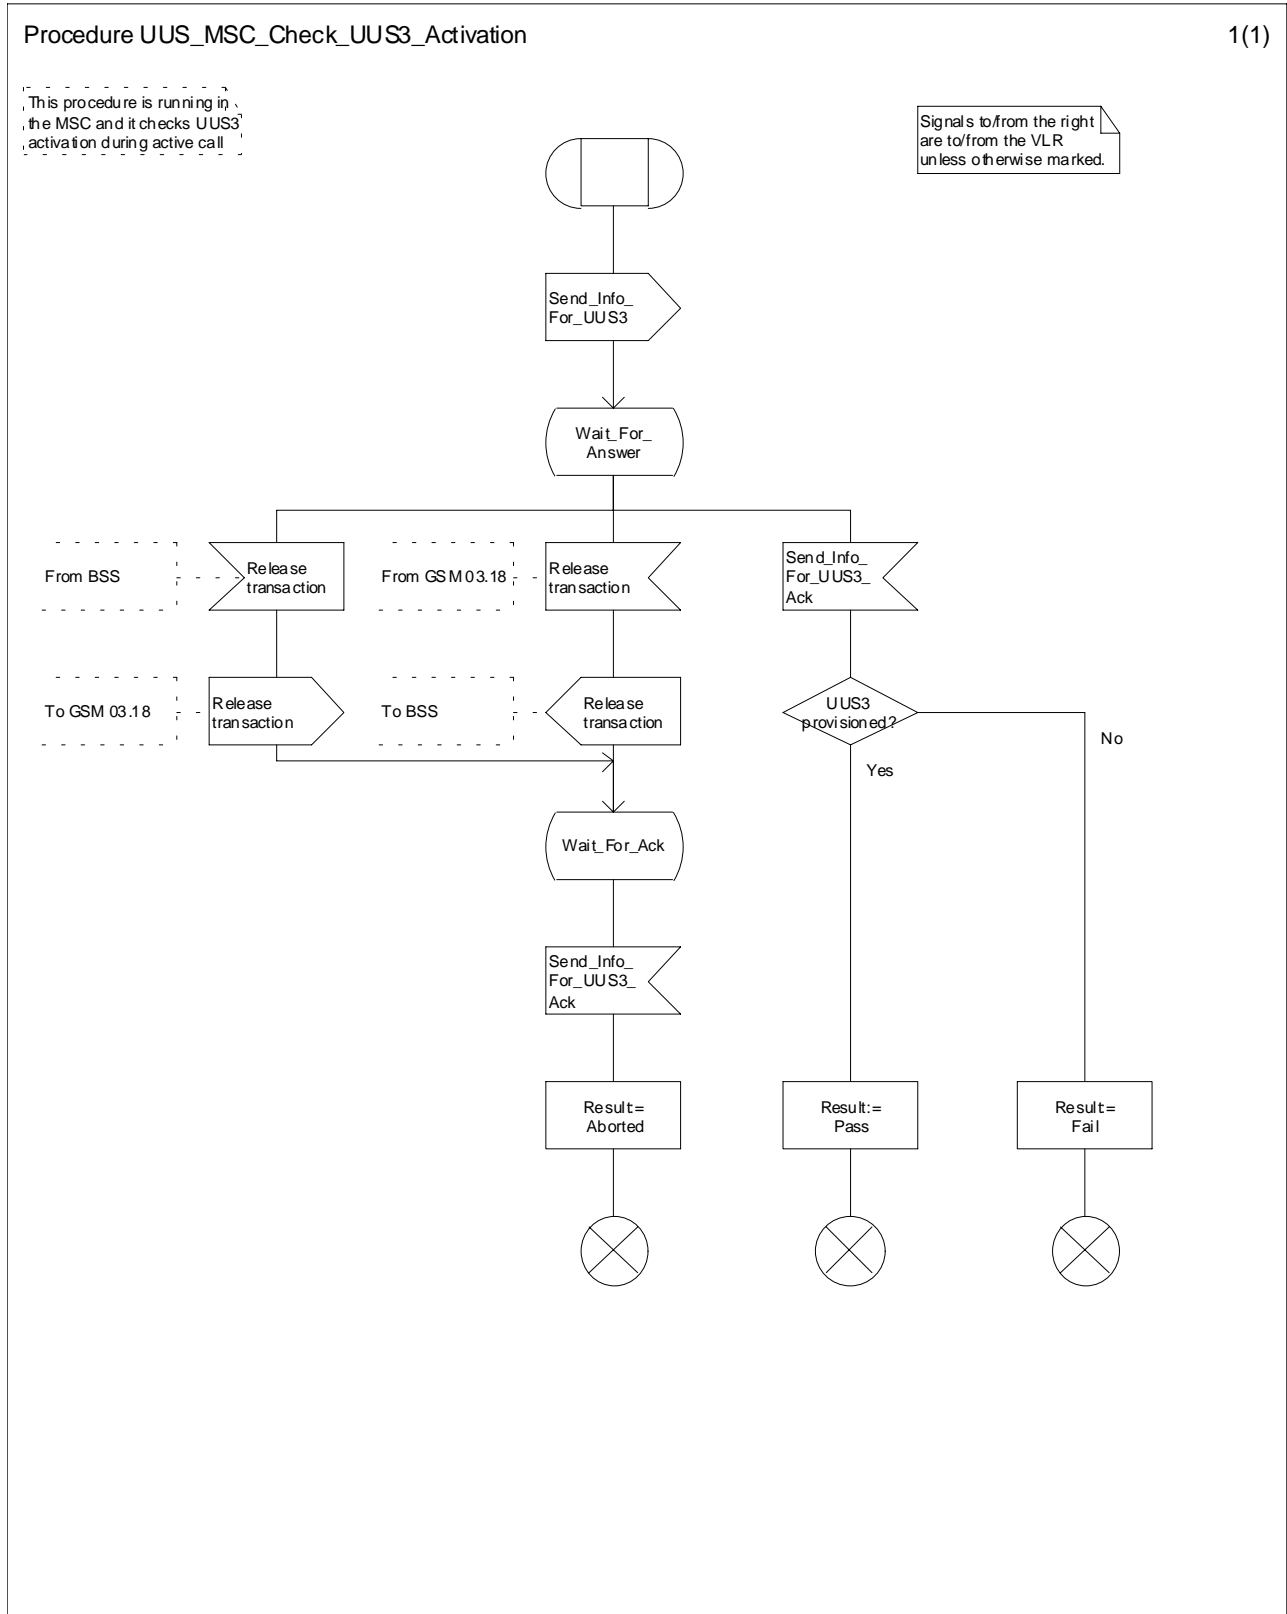 Procedure UUS_MSC_Check_UUS3_Activation
1(1)
This procedure is running in
the MSC and it checks UUS3
activation during active call
Signals to/from the right
are to/from the VLR
unless otherwise marked.
Send_Info_
For_UUS3
Wait_For_
Answer
From BSS
Release
transaction
From GSM 03.18
Release
transaction
Send_Info_
For_UUS3_
Ack
To GSM 03.18
Release
transaction
To BSS
Release
transaction
UUS3
provisioned?
No
Yes
Wait_For_Ack
Send_Info_
For_UUS3_
Ack
Result:=
Aborted
Result:=
Pass
Result:=
Fail